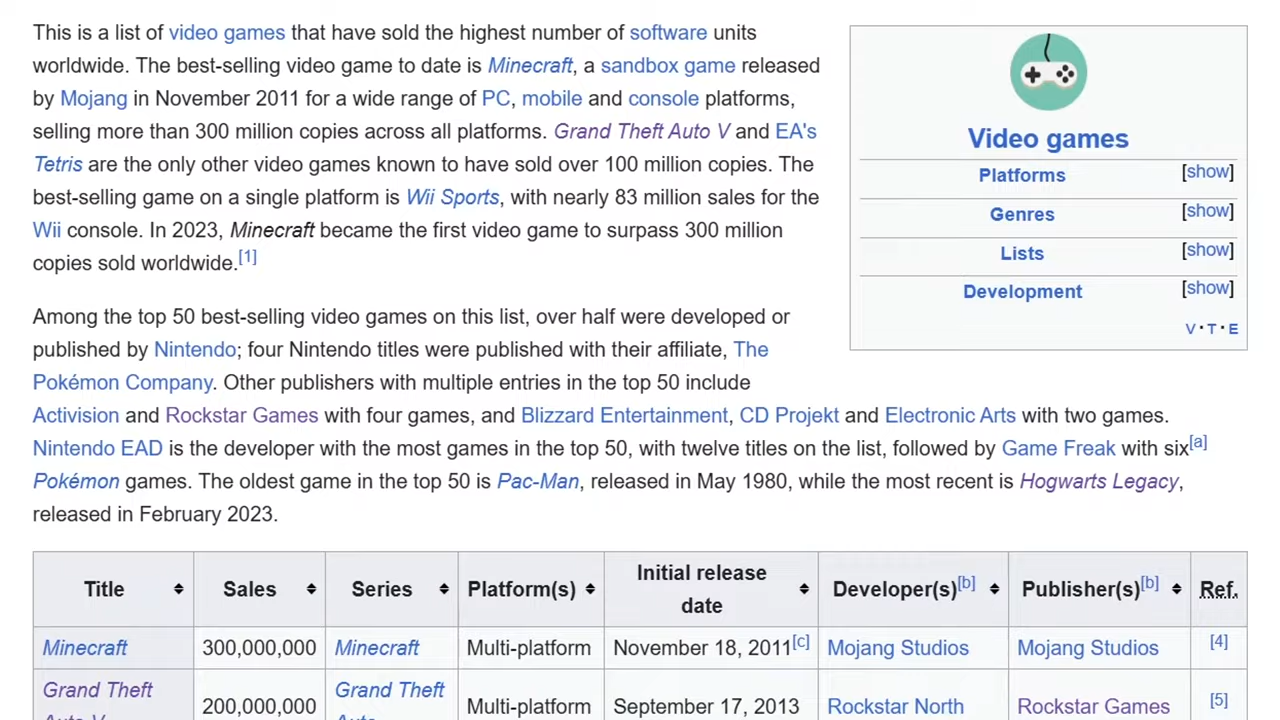 This is a list of video games that have sold the highest number of software units
worldwide. The best-selling video game to date is Minecraft, a sandbox game released
by Mojang in November 2011 for a wide range of PC, mobile and console platforms,
selling more than 300 million copies across all platforms. Grand Theft Auto V and EA's
Tetris are the only other video games known to have sold over 100 million copies. The
best-selling game on a single platform is Wii Sports, with nearly 83 million sales for the
Wii console. In 2023, Minecraft became the first video game to surpass 300 million
copies sold worldwide.[1]
Video games
Platforms [show]
Genres [show]
Lists [show]
Development [show]
V · T · E
Among the top 50 best-selling video games on this list, over half were developed or
published by Nintendo; four Nintendo titles were published with their affiliate, The
Pokémon Company. Other publishers with multiple entries in the top 50 include
Activision and Rockstar Games with four games, and Blizzard Entertainment, CD Projekt and Electronic Arts with two games.
Nintendo EAD is the developer with the most games in the top 50, with twelve titles on the list, followed by Game Freak with six[a]
Pokémon games. The oldest game in the top 50 is Pac-Man, released in May 1980, while the most recent is Hogwarts Legacy,
released in February 2023.
Title Sales Series Platform(s) Initial release date Developer(s)[b] Publisher(s)[b] Ref.
Minecraft 300,000,000 Minecraft Multi-platform November 18, 2011[c] Mojang Studios Mojang Studios [4]
Grand Theft Auto V 200,000,000 Grand Theft Auto Multi-platform September 17, 2013 Rockstar North Rockstar Games [5]